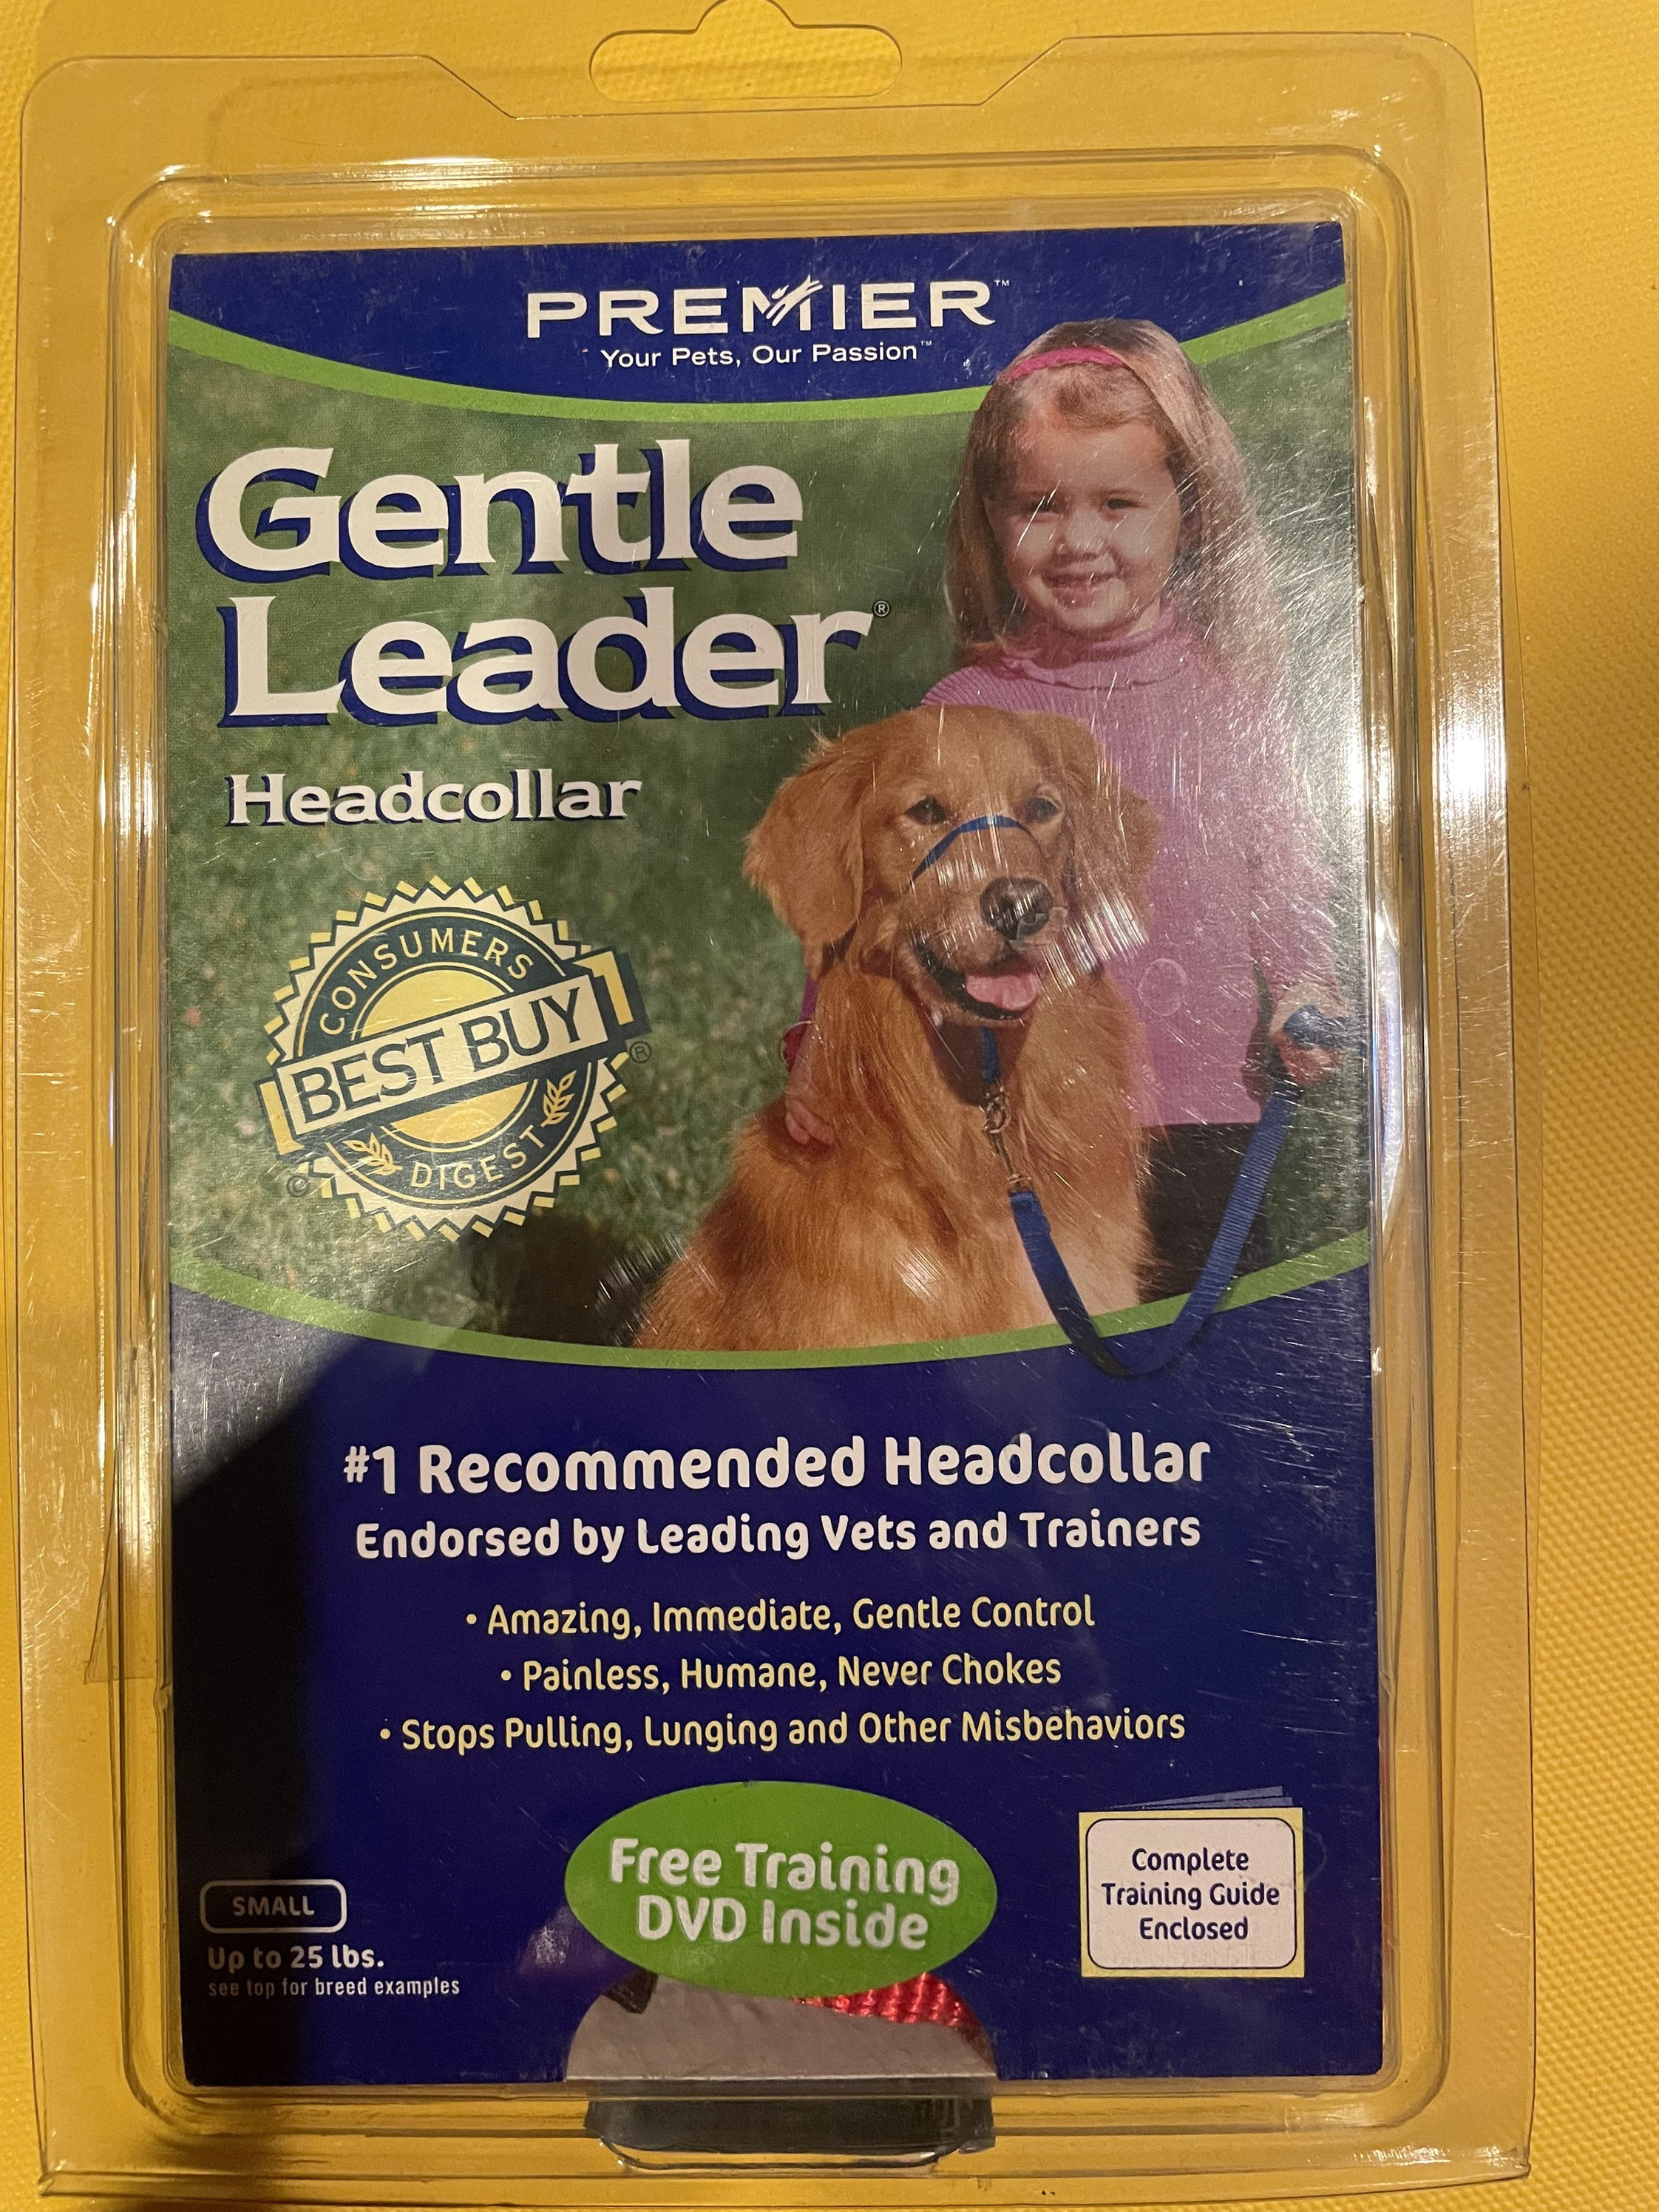 PREMIER™
Your Pets, Our Passion™
Gentle
Leader®
Headcollar
CONSUMERS
BEST BUY®
DIGEST
©
#1 Recommended Headcollar
Endorsed by Leading Vets and Trainers
• Amazing, Immediate, Gentle Control
• Painless, Humane, Never Chokes
• Stops Pulling, Lunging and Other Misbehaviors
Free Training
DVD Inside
Complete
Training Guide
Enclosed
SMALL
Up to 25 lbs.
see top for breed examples